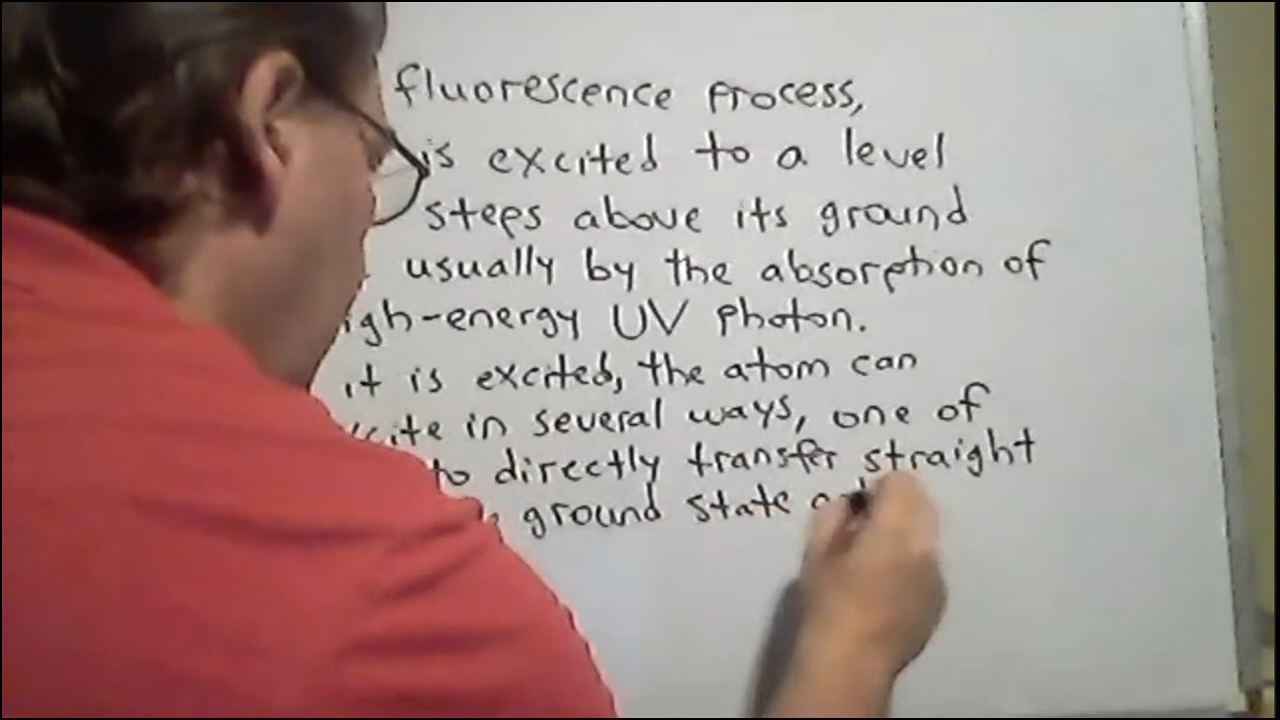 fluorescence process,
is excited to a level
steps above its ground
usually by the absorption of
igh-energy UV photon.
it is excited, the atom can
cite in several ways, one of
to directly transfer straight
ground state